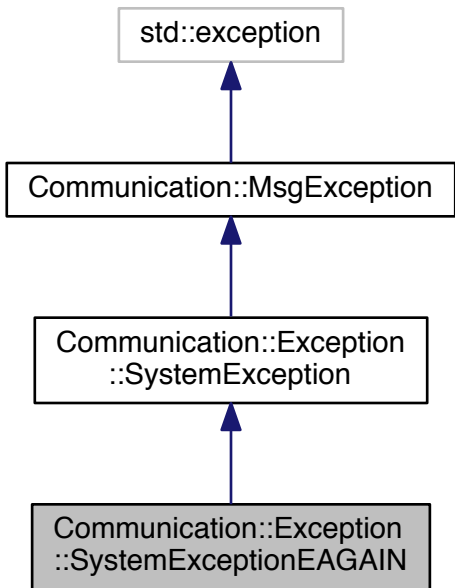 std::exception
Communication::MsgException
Communication::Exception
::SystemException
Communication::Exception
::SystemExceptionEAGAIN